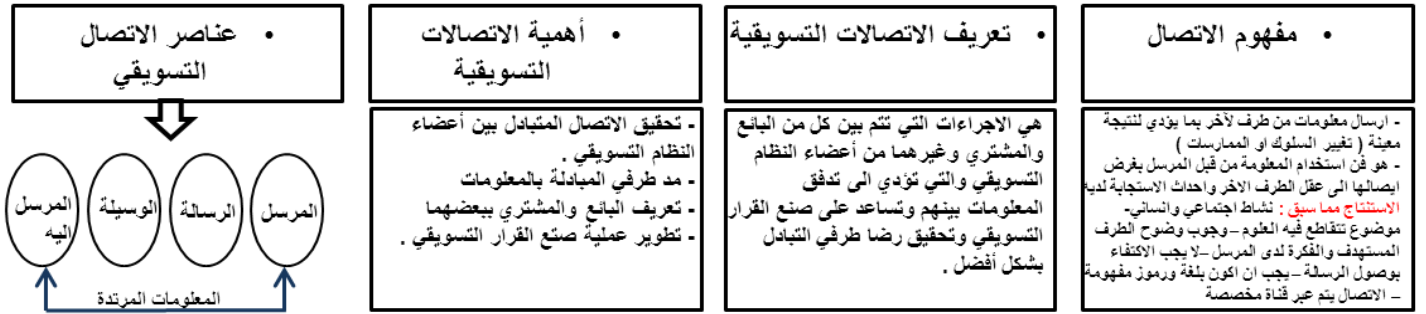 • مفهوم الاتصال
- ارسال معلومات من طرف لآخر بما يؤدي لنتيجة
معينة ( تغيير السلوك او الممارسات )
- هو فن استخدام المعلومة من قبل المرسل بغرض
ايصالها الى عقل الطرف الاخر واحداث الاستجابة لديه
الاستنتاج مما سبق : نشاط اجتماعي وانساني-
موضوع تتقاطع فيه العلوم – وجوب وضوح الطرف
المستهدف والفكرة لدى المرسل –لا يجب الاكتفاء
بوصول الرسالة – يجب ان اكون بلغة ورموز مفهومة
– الاتصال يتم عبر قناة مخصصة
• تعريف الاتصالات التسويقية
هي الاجراءات التي تتم بين كل من البائع
والمشتري وغيرهما من أعضاء النظام
التسويقي والتي تؤدي الى تدفق
المعلومات بينهم وتساعد على صنع القرار
التسويقي وتحقيق رضا طرفي التبادل
بشكل أفضل .
• أهمية الاتصالات
التسويقية
- تحقيق الاتصال المتبادل بين أعضاء
النظام التسويقي .
- مد طرفي المبادلة بالمعلومات
- تعريف البائع والمشتري ببعضهما
- تطوير عملية صتع القرار التسويقي .
• عناصر الاتصال
التسويقي
المرسل
الرسالة
الوسيلة
المرسل
اليه
المعلومات المرتدة